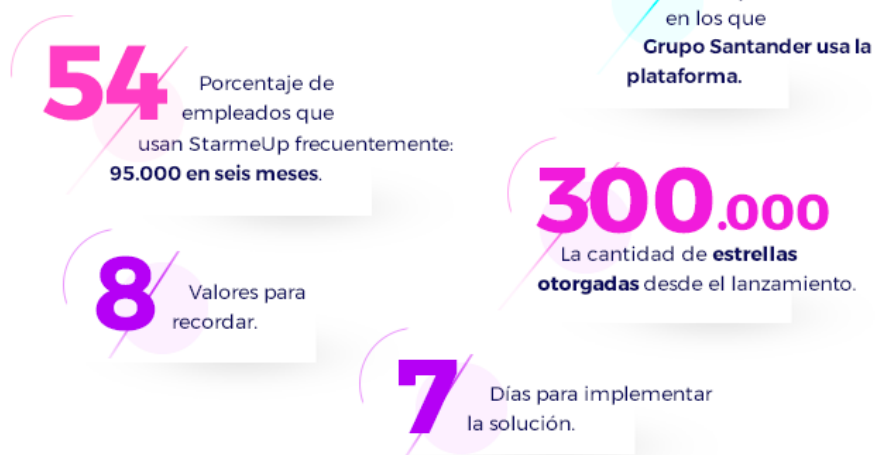 en los que
Grupo Santander usa la
plataforma.
54
Porcentaje de
empleados que
usan StarmeUp frecuentemente:
95.000 en seis meses.
300.000
La cantidad de estrellas
otorgadas desde el lanzamiento.
8
Valores para
recordar.
7
Días para implementar
la solución.